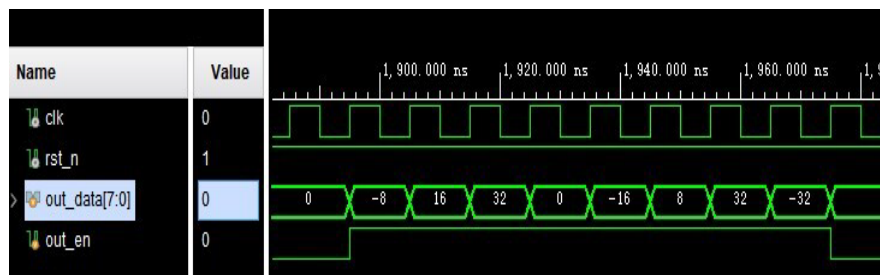 Name Value 1,900.000 ns 1,920.000 ns 1,940.000 ns 1,960.000 ns
clk 0
rst_n 1
out_data[7:0] 0 0 -8 16 32 0 -16 8 32 -32
out_en 0